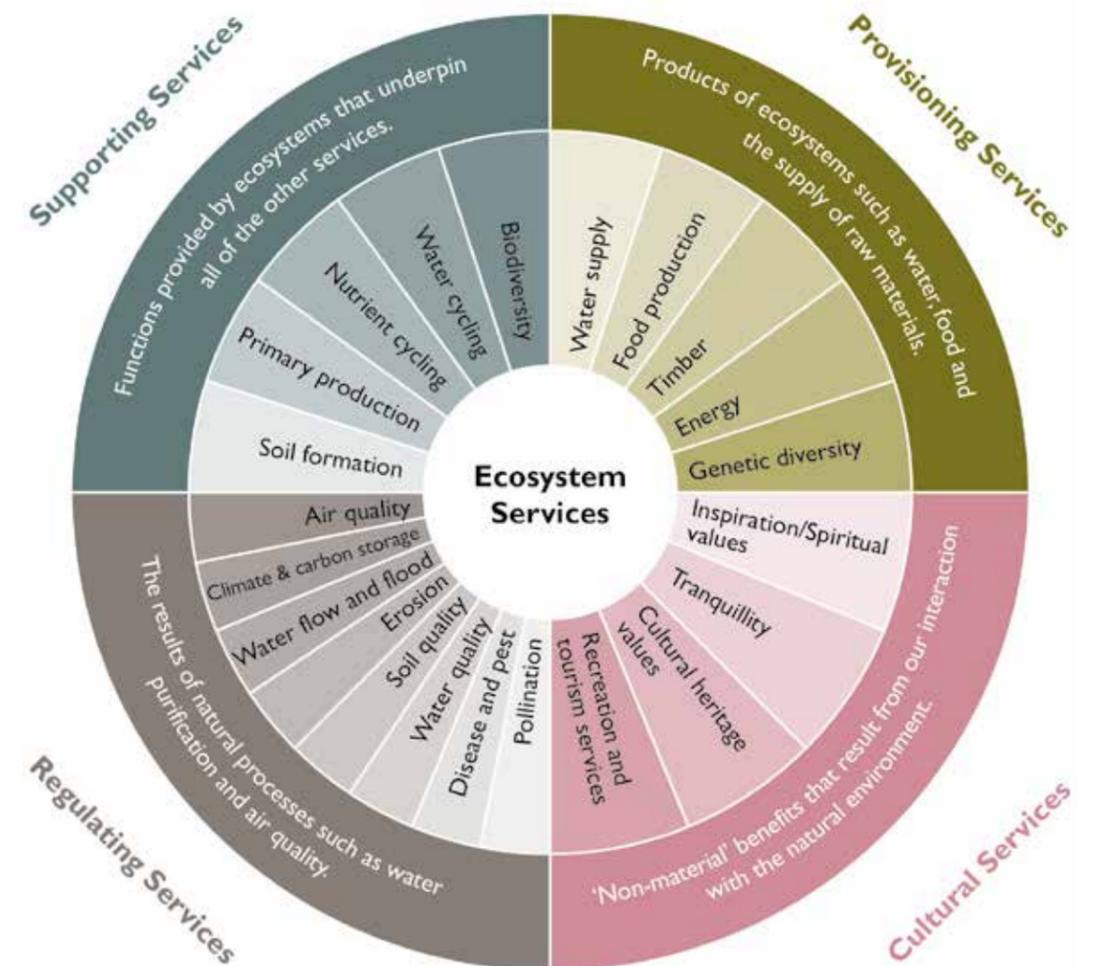 Supporting Services
Functions provided by ecosystems that underpin
all of the other services.
Biodiversity
Water cycling
Nutrient cycling
Primary production
Soil formation
Provisioning Services
Products of ecosystems such as water, food and
the supply of raw materials.
Water supply
Food production
Timber
Energy
Genetic diversity
Ecosystem
Services
Regulating Services
The results of natural processes such as water
purification and air quality.
Air quality
Climate & carbon storage
Water flow and flood
Erosion
Soil quality
Water quality
Disease and pest
Pollination
Cultural Services
'Non-material' benefits that result from our interaction
with the natural environment.
Inspiration/Spiritual
values
Tranquillity
Cultural heritage
values
Recreation and
tourism services